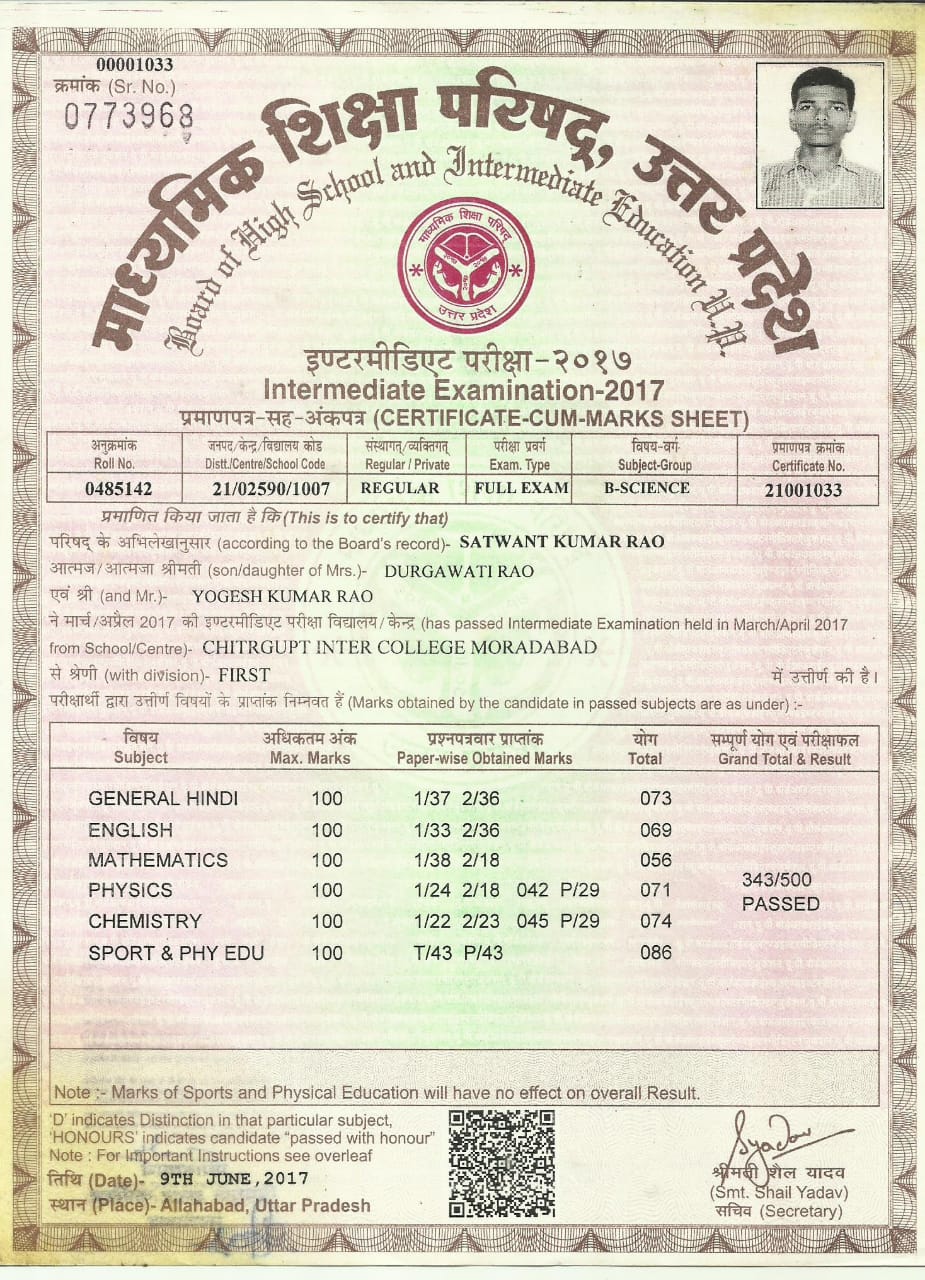 00001033
क्रमांक (Sr. No.)
0773968
माध्यमिक शिक्षा परिषद्, उत्तर प्रदेश
Board of High School and Intermediate Education U.P.
माध्यमिक शिक्षा परिषद्
उत्तर प्रदेश
इण्टरमीडिएट परीक्षा-२०१७
Intermediate Examination-2017
प्रमाणपत्र-सह-अंकपत्र (CERTIFICATE-CUM-MARKS SHEET)
अनुक्रमांक जनपद/केन्द्र/विद्यालय कोड संस्थागत्/व्यक्तिगत् परीक्षा प्रवर्ग विषय-वर्ग प्रमाणपत्र क्रमांक
Roll No. Distt./Centre/School Code Regular / Private Exam. Type Subject-Group Certificate No.
0485142 21/02590/1007 REGULAR FULL EXAM B-SCIENCE 21001033
प्रमाणित किया जाता है कि (This is to certify that)
परिषद् के अभिलेखानुसार (according to the Board's record)- SATWANT KUMAR RAO
आत्मज/आत्मजा श्रीमती (son/daughter of Mrs.)- DURGAWATI RAO
एवं श्री (and Mr.)- YOGESH KUMAR RAO
ने मार्च/अप्रैल 2017 की इण्टरमीडिएट परीक्षा विद्यालय/केन्द्र (has passed Intermediate Examination held in March/April 2017
from School/Centre)- CHITRGUPT INTER COLLEGE MORADABAD
से श्रेणी (with division)- FIRST में उत्तीर्ण की है।
परीक्षार्थी द्वारा उत्तीर्ण विषयों के प्राप्तांक निम्नवत हैं (Marks obtained by the candidate in passed subjects are as under) :-
विषय अधिकतम अंक प्रश्नपत्रवार प्राप्तांक योग सम्पूर्ण योग एवं परीक्षाफल
Subject Max. Marks Paper-wise Obtained Marks Total Grand Total & Result
GENERAL HINDI 100 1/37 2/36 073
ENGLISH 100 1/33 2/36 069
MATHEMATICS 100 1/38 2/18 056
PHYSICS 100 1/24 2/18 042 P/29 071
343/500
PASSED
CHEMISTRY 100 1/22 2/23 045 P/29 074
SPORT & PHY EDU 100 T/43 P/43 086
Note :- Marks of Sports and Physical Education will have no effect on overall Result.
'D' indicates Distinction in that particular subject,
'HONOURS' indicates candidate "passed with honour"
Note : For Important Instructions see overleaf
तिथि (Date)- 9TH JUNE,2017
स्थान (Place)- Allahabad, Uttar Pradesh
Syadav
श्रीमती शैल यादव
(Smt. Shail Yadav)
सचिव (Secretary)